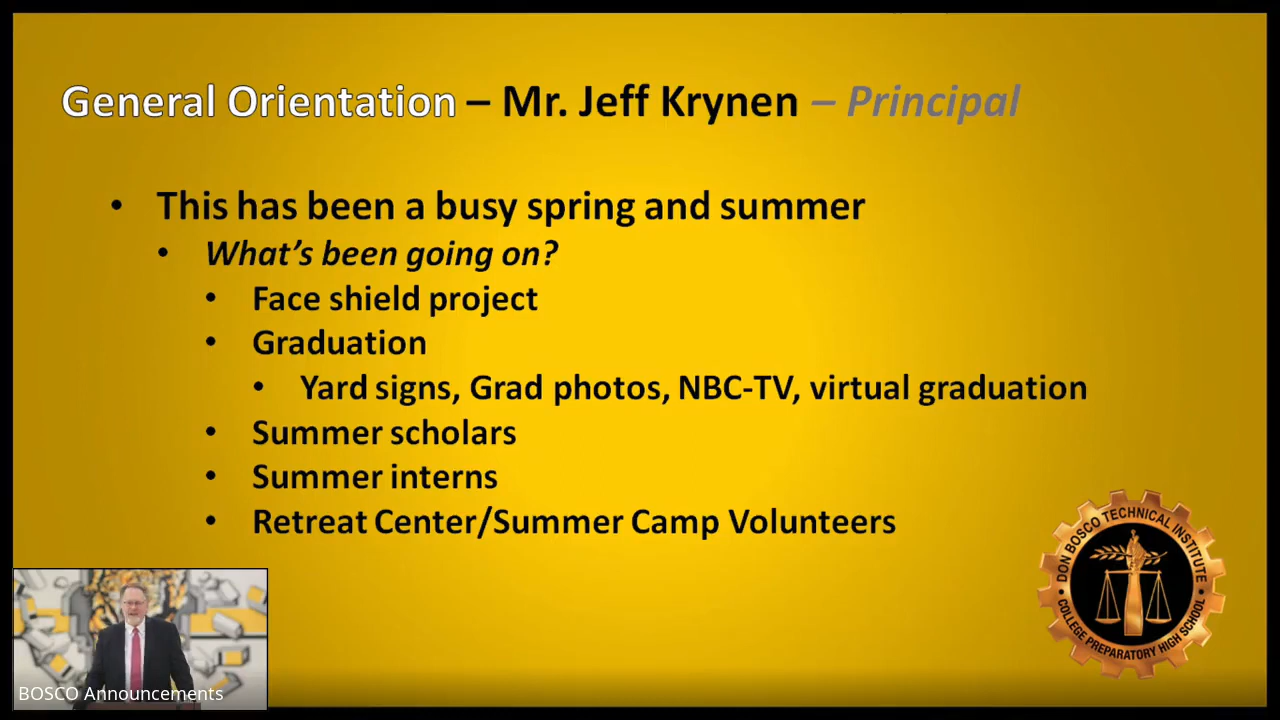 General Orientation – Mr. Jeff Krynen – Principal
• This has been a busy spring and summer
• What’s been going on?
• Face shield project
• Graduation
• Yard signs, Grad photos, NBC-TV, virtual graduation
• Summer scholars
• Summer interns
• Retreat Center/Summer Camp Volunteers
DON BOSCO TECHNICAL INSTITUTE
COLLEGE PREPARATORY HIGH SCHOOL
BOSCO Announcements